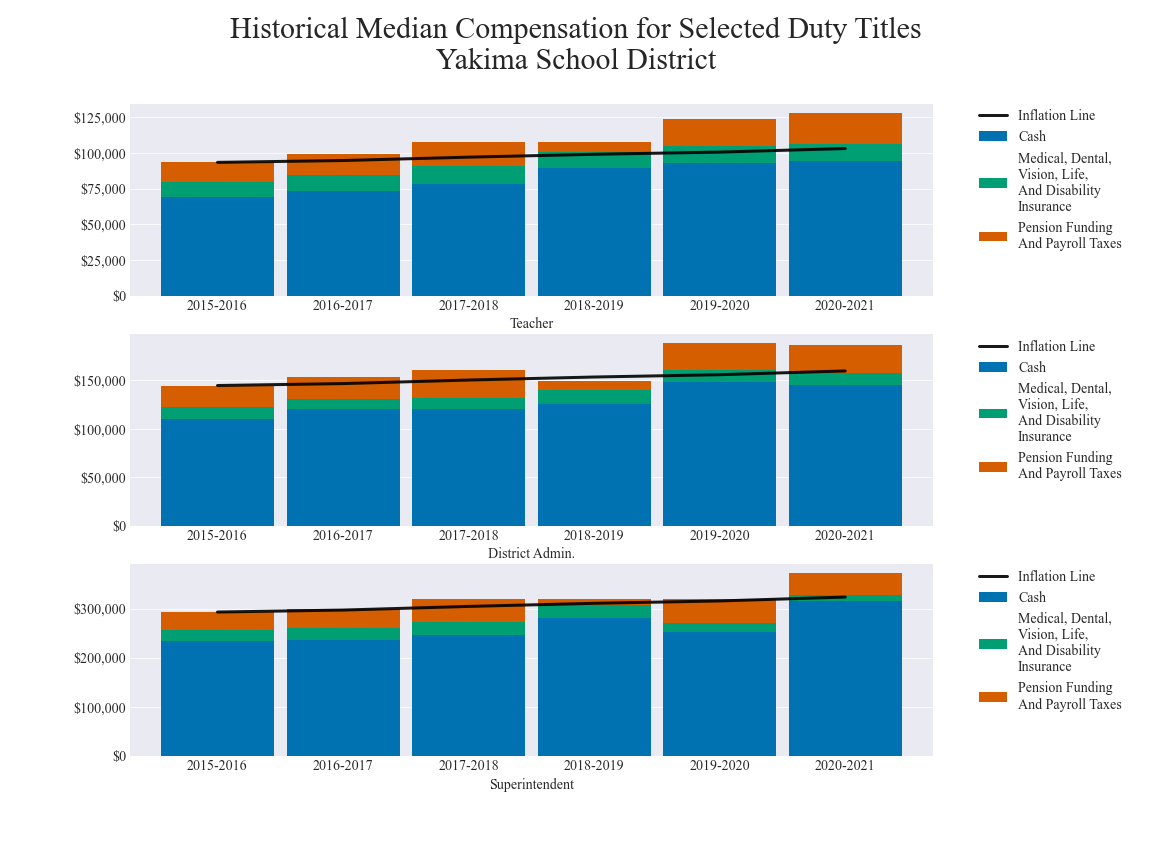 Historical Median Compensation for Selected Duty Titles
Yakima School District
$125,000
$100,000
$75,000
$50,000
$25,000
$0
2015-2016
2016-2017
2017-2018
2018-2019
2019-2020
2020-2021
Teacher
Inflation Line
Cash
Medical, Dental,
Vision, Life,
And Disability
Insurance
Pension Funding
And Payroll Taxes
$150,000
$100,000
$50,000
$0
2015-2016
2016-2017
2017-2018
2018-2019
2019-2020
2020-2021
District Admin.
Inflation Line
Cash
Medical, Dental,
Vision, Life,
And Disability
Insurance
Pension Funding
And Payroll Taxes
$300,000
$200,000
$100,000
$0
2015-2016
2016-2017
2017-2018
2018-2019
2019-2020
2020-2021
Superintendent
Inflation Line
Cash
Medical, Dental,
Vision, Life,
And Disability
Insurance
Pension Funding
And Payroll Taxes